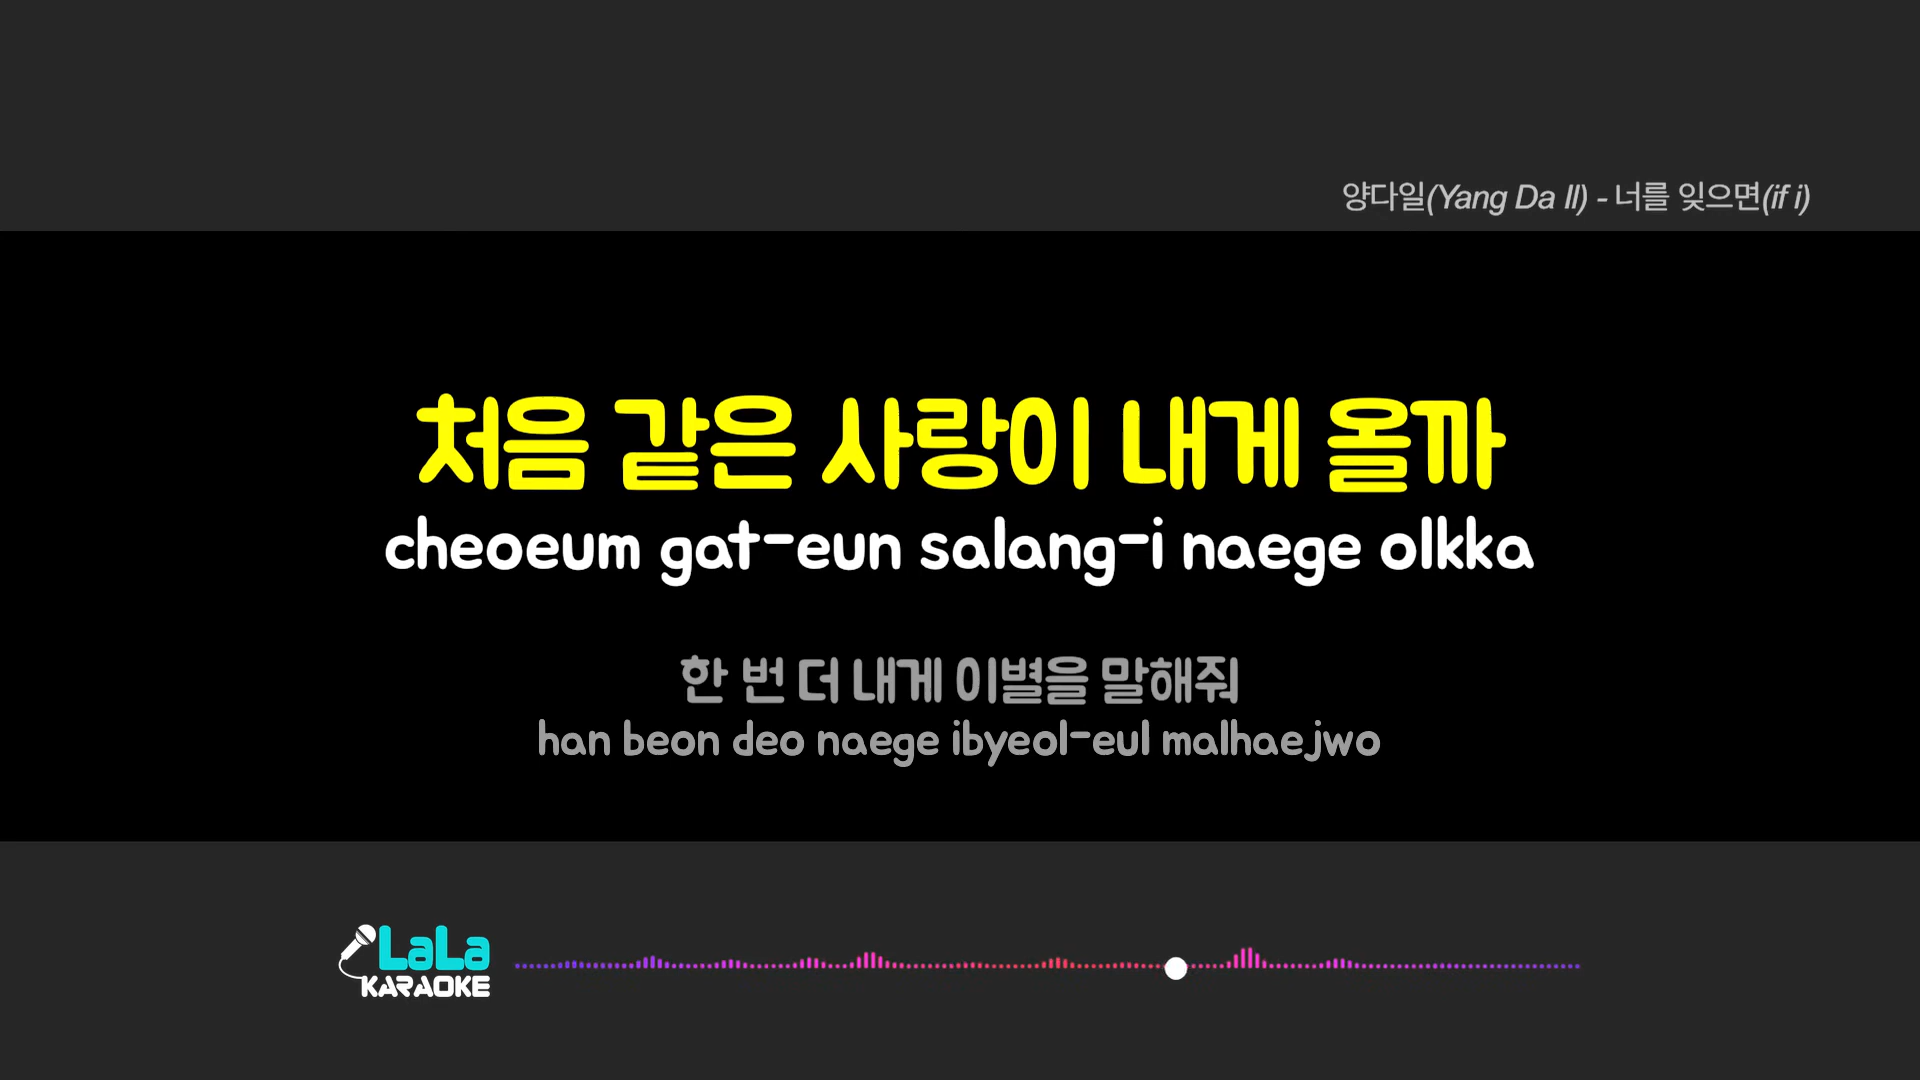 양다일(Yang Da Il) - 너를 잊으면(if i)
처음 같은 사랑이 내게 올까
cheoeum gat-eun salang-i naege olkka
한 번 더 내게 이별을 말해줘
han beon deo naege ibyeol-eul malhaejwo
LaLa
KARAOKE